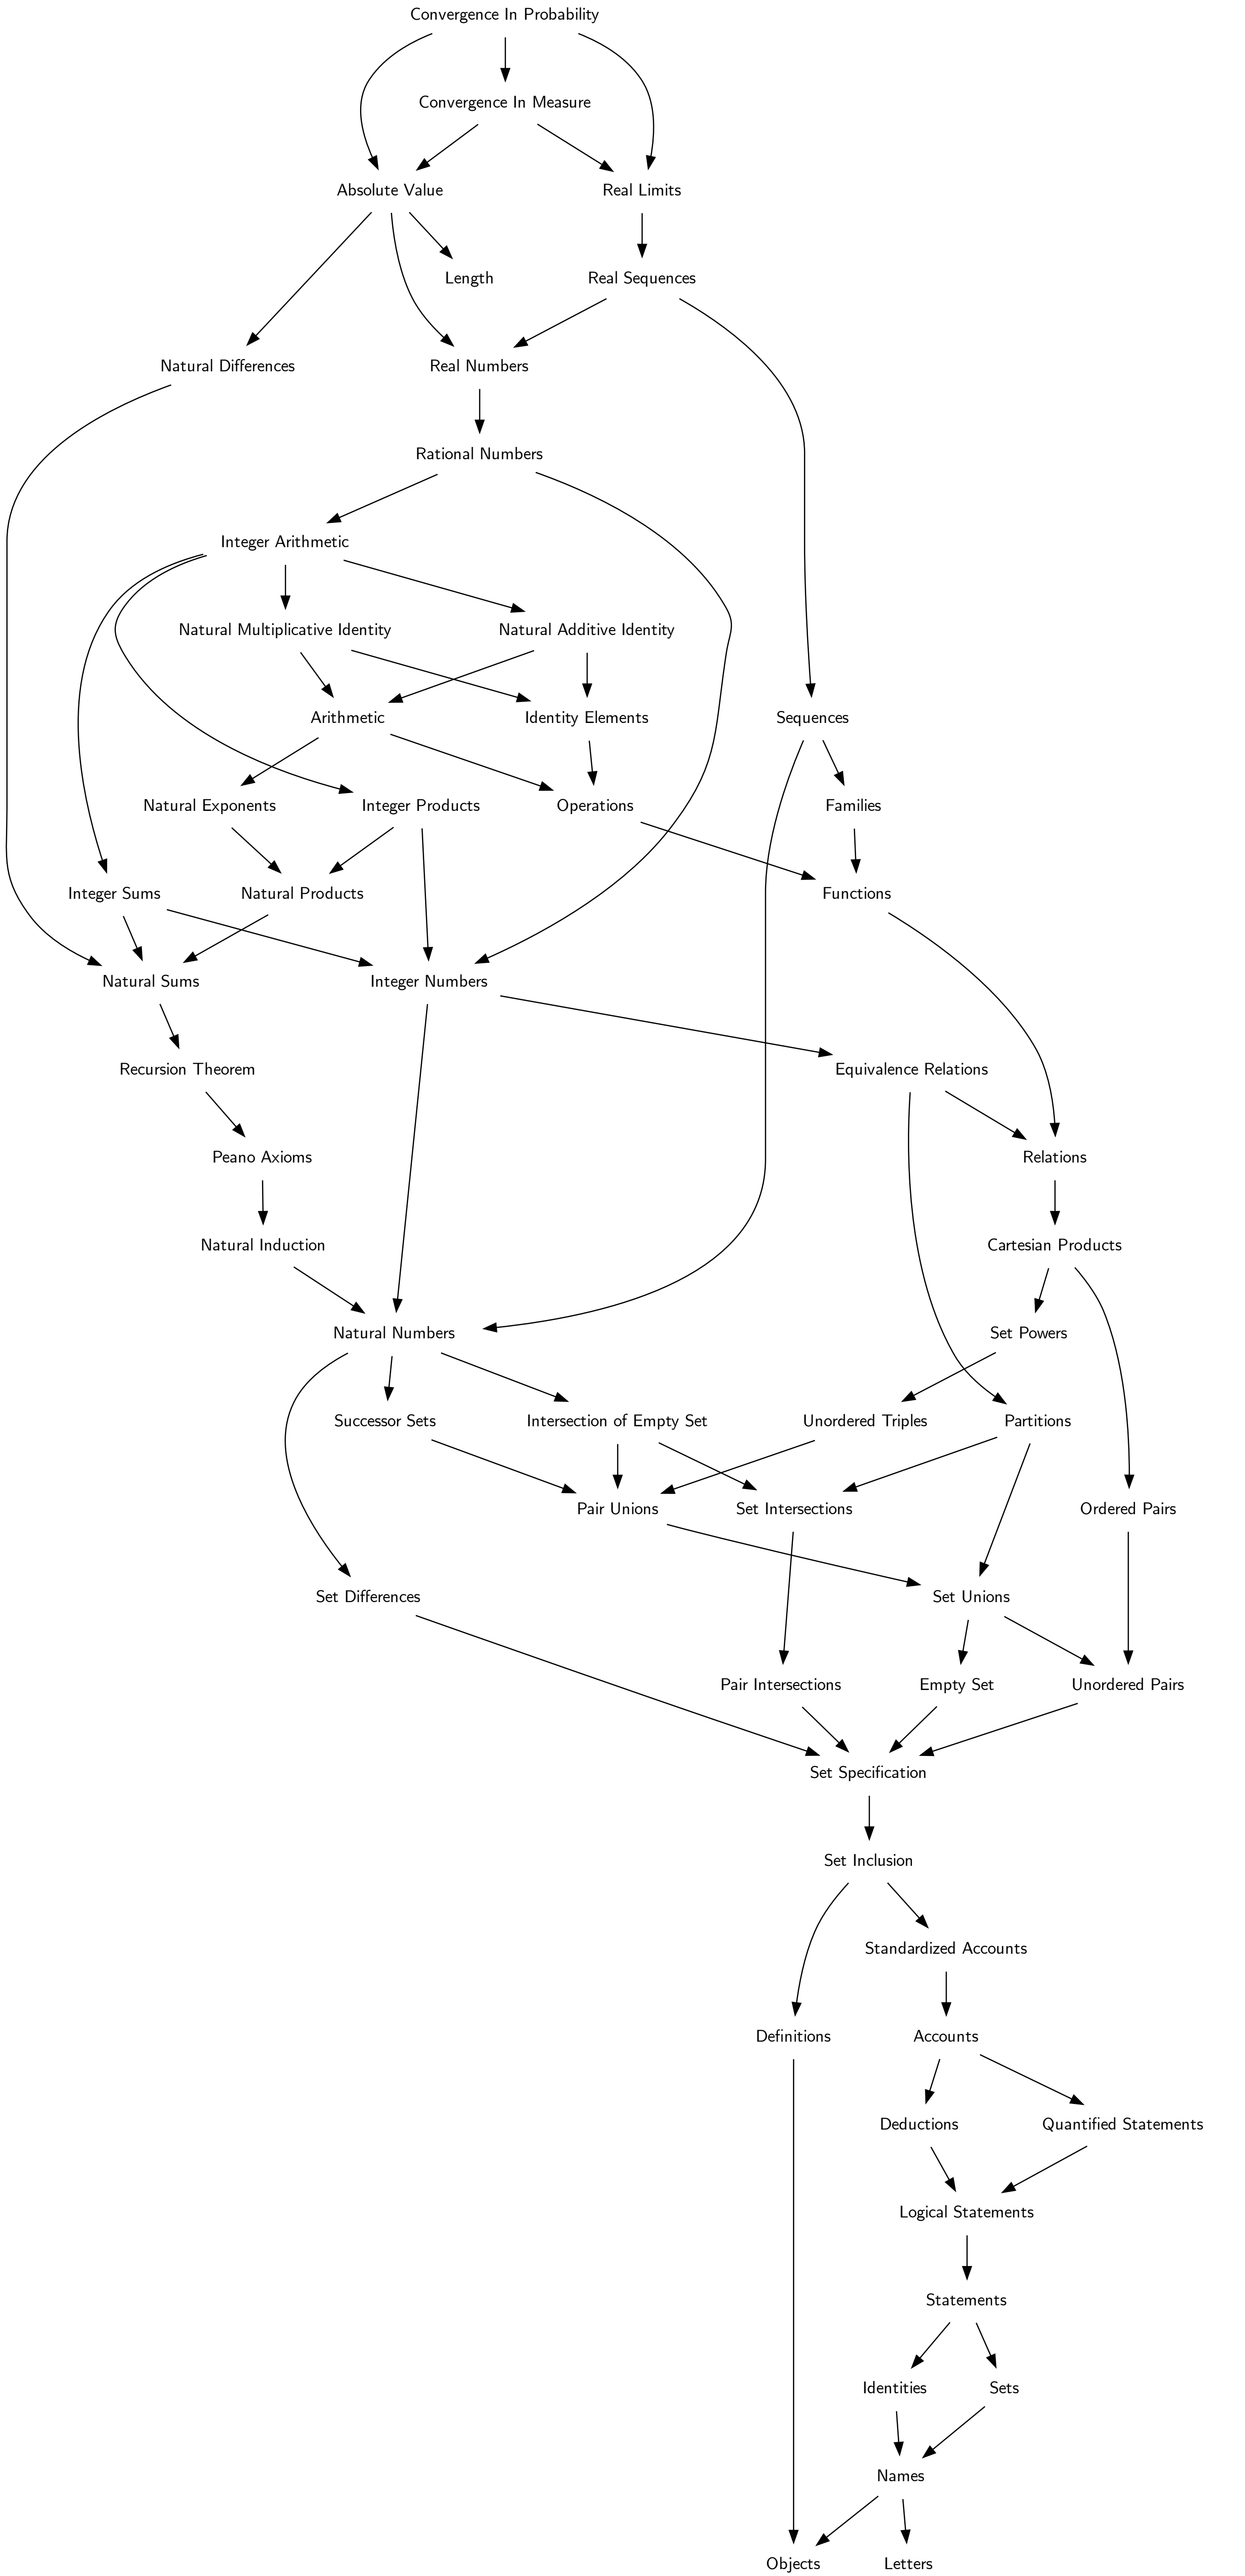 Convergence In Probability
Convergence In Measure
Absolute Value
Real Limits
Length
Real Sequences
Natural Differences
Real Numbers
Rational Numbers
Integer Arithmetic
Natural Multiplicative Identity
Natural Additive Identity
Arithmetic
Identity Elements
Sequences
Natural Exponents
Integer Products
Operations
Families
Integer Sums
Natural Products
Functions
Natural Sums
Integer Numbers
Recursion Theorem
Equivalence Relations
Peano Axioms
Relations
Natural Induction
Cartesian Products
Natural Numbers
Set Powers
Successor Sets
Intersection of Empty Set
Unordered Triples
Partitions
Pair Unions
Set Intersections
Ordered Pairs
Set Differences
Set Unions
Pair Intersections
Empty Set
Unordered Pairs
Set Specification
Set Inclusion
Standardized Accounts
Definitions
Accounts
Deductions
Quantified Statements
Logical Statements
Statements
Identities
Sets
Names
Objects
Letters